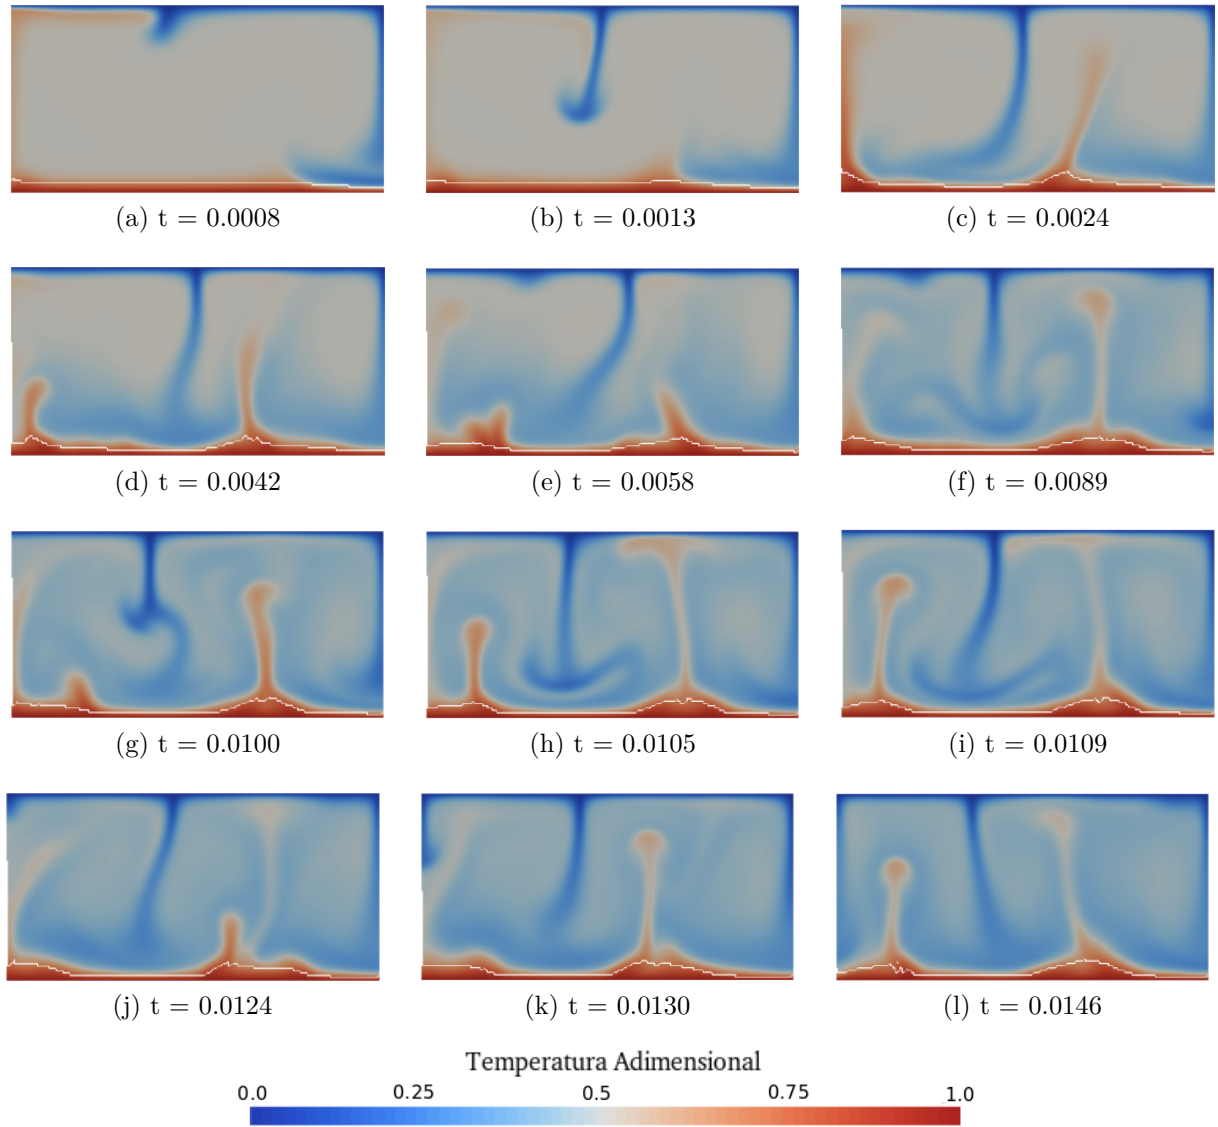 (a) t = 0.0008 (b) t = 0.0013 (c) t = 0.0024
(d) t = 0.0042 (e) t = 0.0058 (f) t = 0.0089
(g) t = 0.0100 (h) t = 0.0105 (i) t = 0.0109
(j) t = 0.0124 (k) t = 0.0130 (l) t = 0.0146
Temperatura Adimensional
0.0 0.25 0.5 0.75 1.0